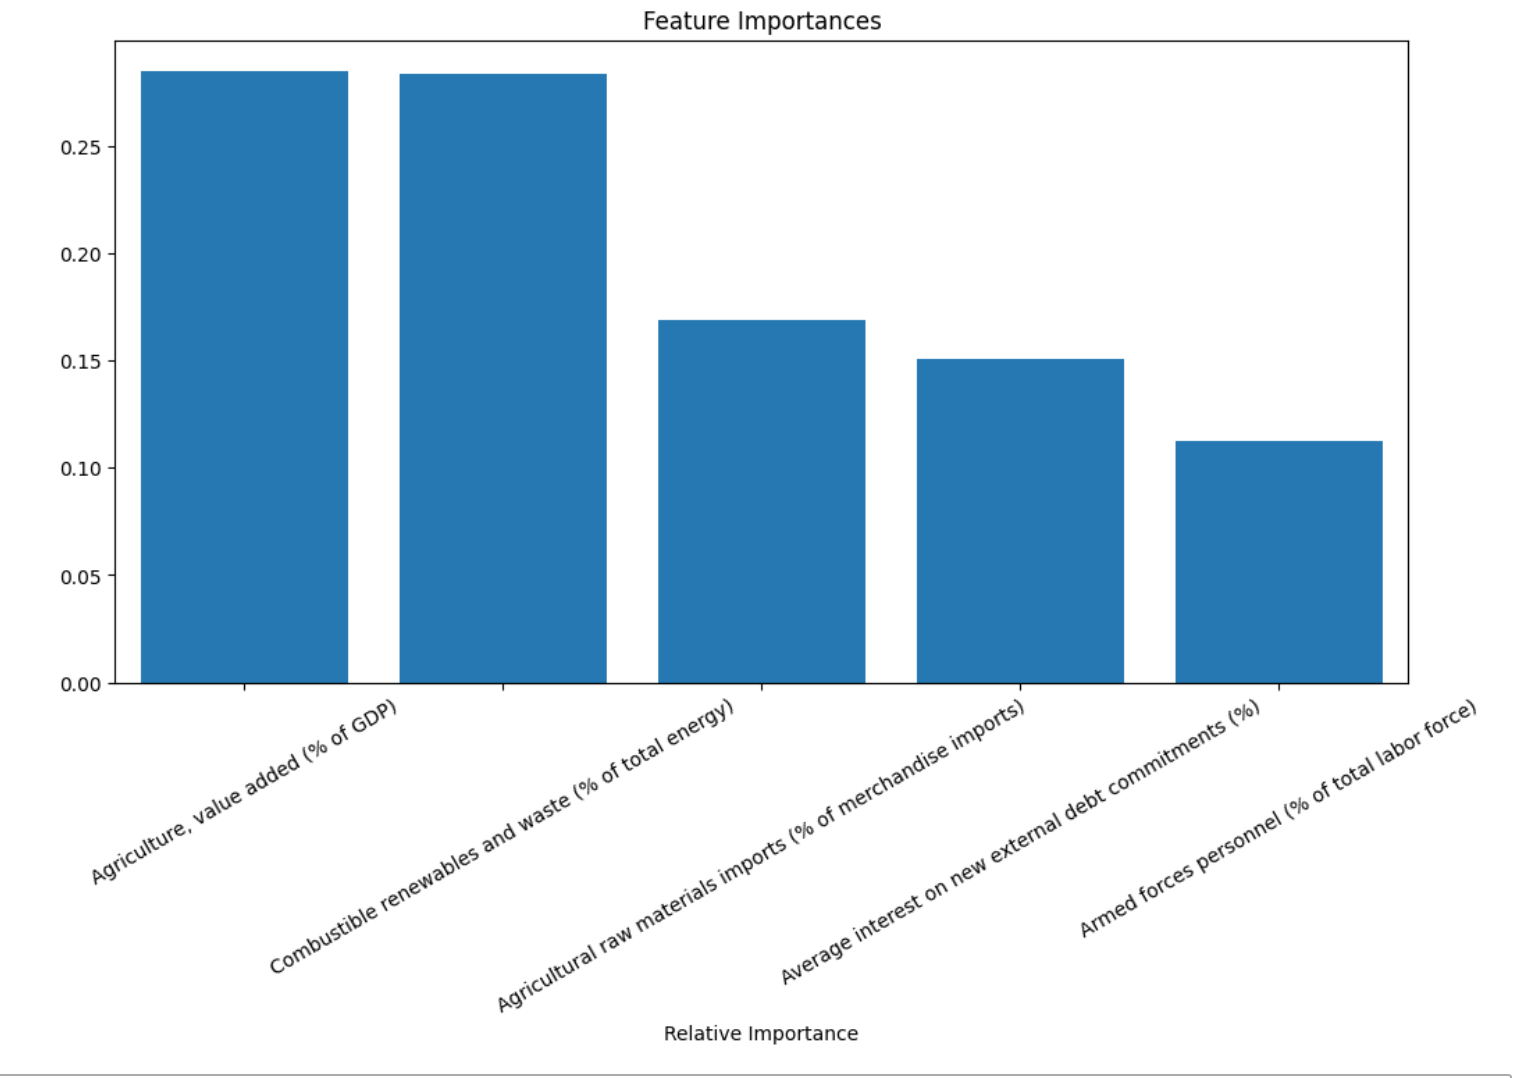 Feature Importances
0.25
0.20
0.15
0.10
0.05
0.00
Agriculture, value added (% of GDP)
Combustible renewables and waste (% of total energy)
Agricultural raw materials imports (% of merchandise imports)
Average interest on new external debt commitments (%)
Armed forces personnel (% of total labor force)
Relative Importance